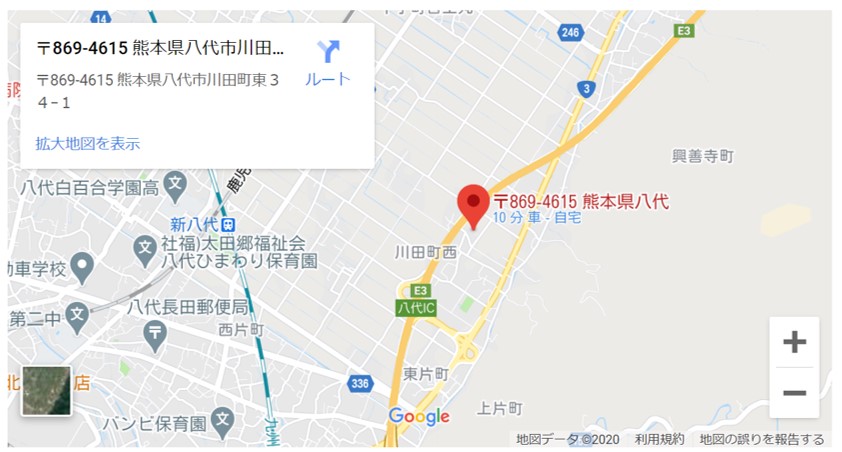 〒869-4615 熊本県八代市川田...
〒869-4615 熊本県八代市川田町東3
4-1
ルート
拡大地図を表示
14
246
E3
3
興善寺町
鹿児
八代白百合学園高
新八代
社福)太田郷福祉会
八代ひまわり保育園
〒869-4615 熊本県八代
10 分 車 - 自宅
川田町西
動車学校
E3
八代IC
八代長田郵便局
第二中
西片町
336
東片町
北
店
バンビ保育園
九州
上片町
Google
地図データ ©2020
利用規約
地図の誤りを報告する